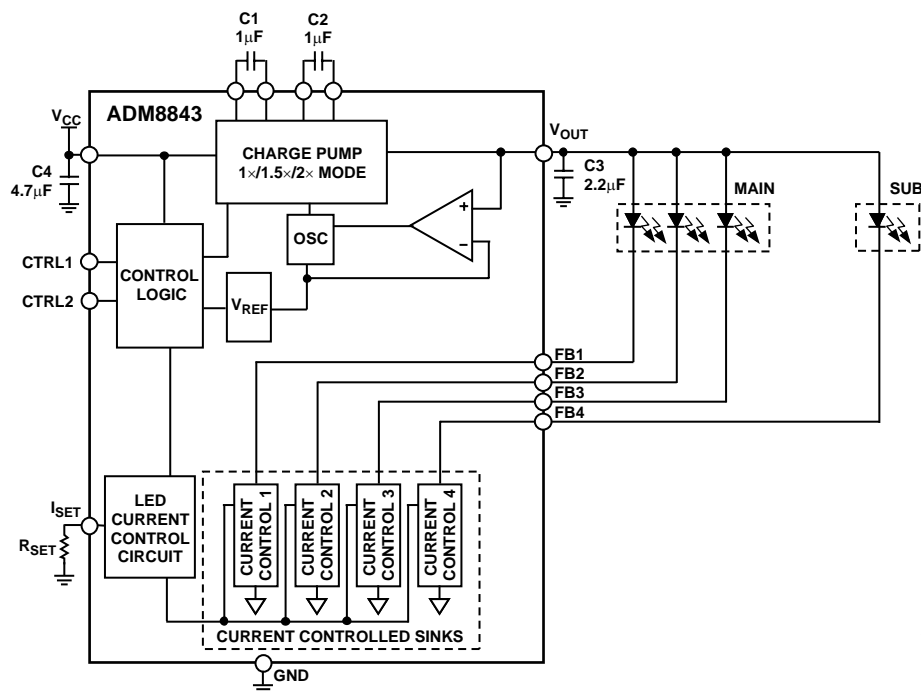 C1
1µF
C2
1µF
ADM8843
VCC
C4
4.7µF
CHARGE PUMP
1×/1.5×/2× MODE
VOUT
C3
2.2µF
MAIN
SUB
OSC
+
–
CTRL1
CTRL2
CONTROL
LOGIC
VREF
FB1
FB2
FB3
FB4
ISET
RSET
LED
CURRENT
CONTROL
CIRCUIT
CURRENT
CONTROL 1
CURRENT
CONTROL 2
CURRENT
CONTROL 3
CURRENT
CONTROL 4
CURRENT CONTROLLED SINKS
GND